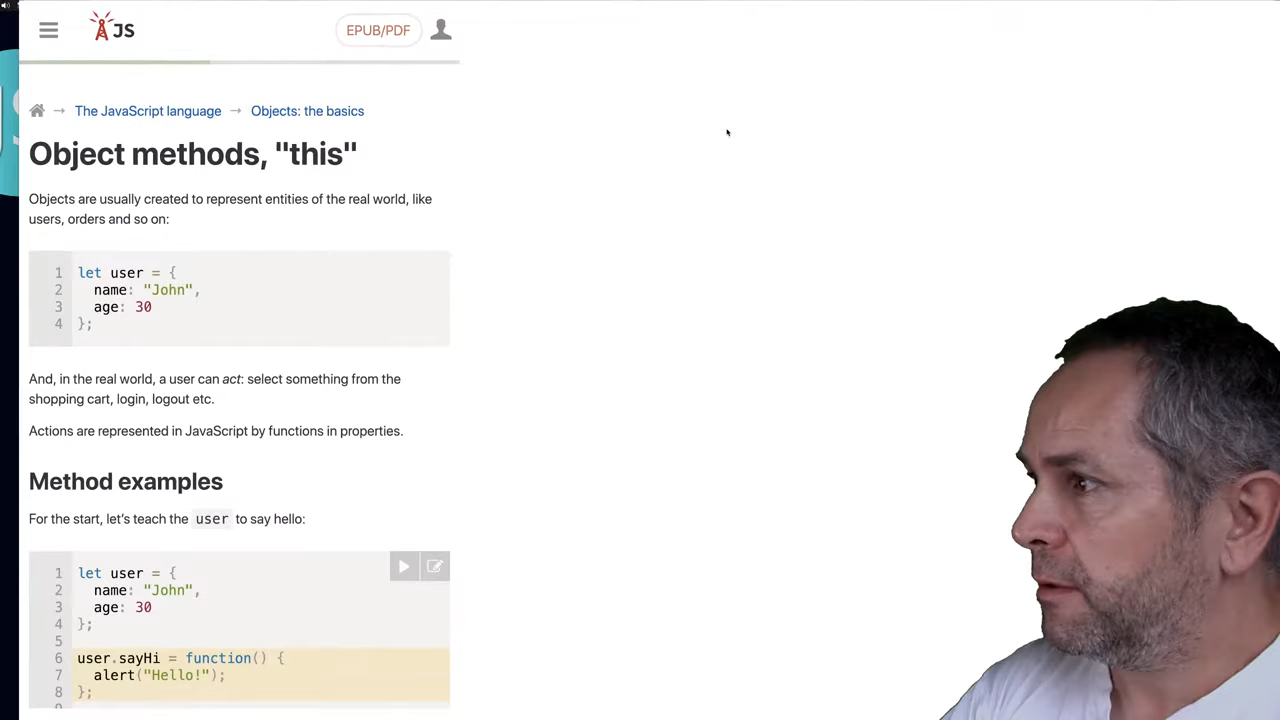 JS
EPUB/PDF
The JavaScript language
Objects: the basics
Object methods, "this"
Objects are usually created to represent entities of the real world, like
users, orders and so on:
1 let user = {
2 name: "John",
3 age: 30
4 };
And, in the real world, a user can act: select something from the
shopping cart, login, logout etc.
Actions are represented in JavaScript by functions in properties.
Method examples
For the start, let’s teach the user to say hello:
1 let user = {
2 name: "John",
3 age: 30
4 };
5
6 user.sayHi = function() {
7 alert("Hello!");
8 };